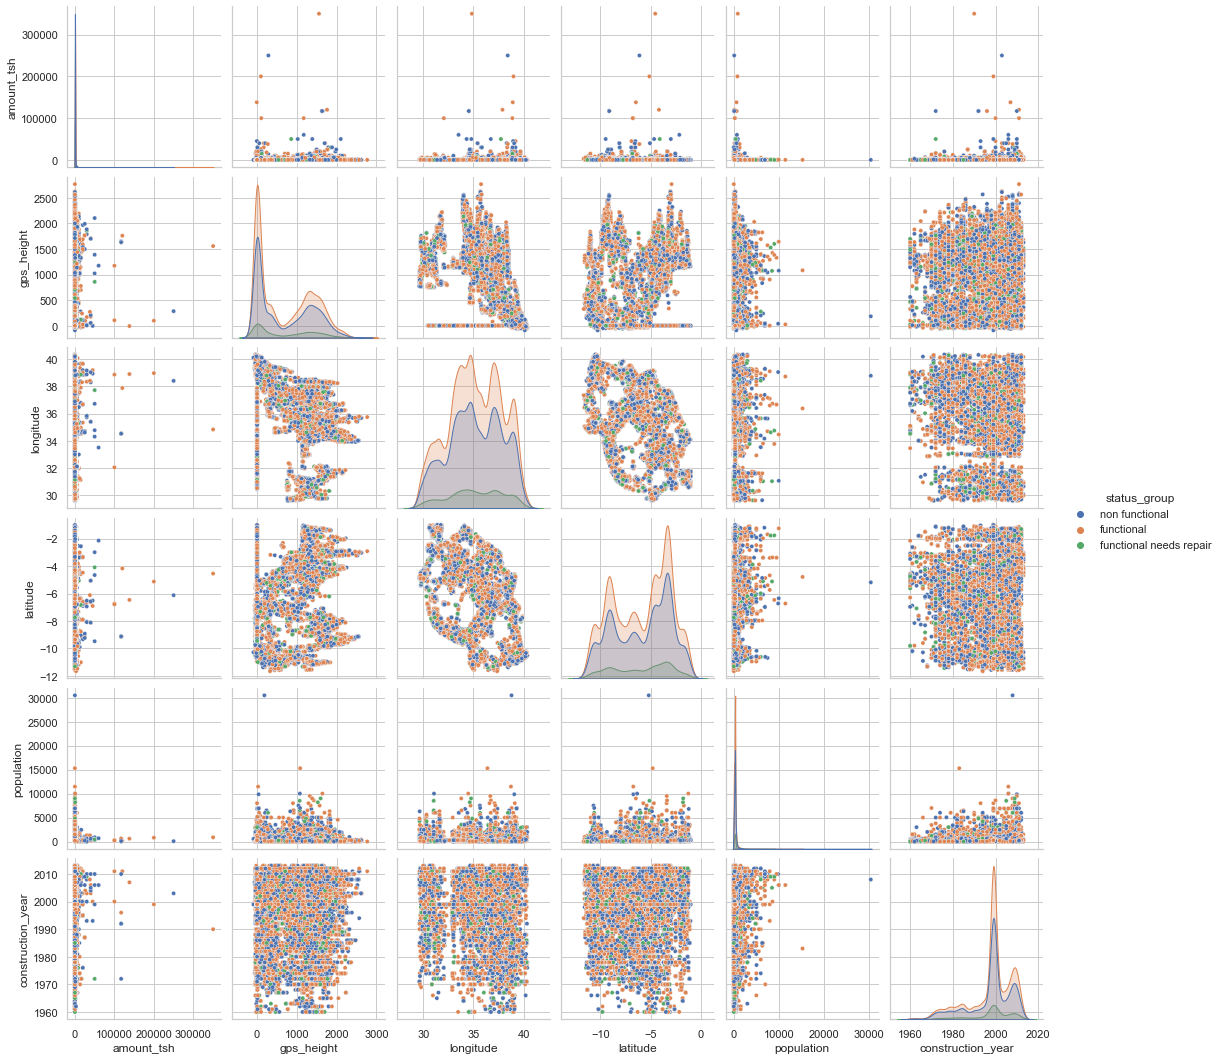 300000
200000
100000
0
amount_tsh
2500
2000
1500
1000
500
0
gps_height
40
38
36
34
32
30
longitude
status_group
non functional
functional
functional needs repair
−2
−4
−6
−8
−10
−12
latitude
30000
25000
20000
15000
10000
5000
0
population
2010
2000
1990
1980
1970
1960
construction_year
0 100000 200000 300000 0 1000 2000 3000 30 35 40 −10 −5 0 0 10000 20000 30000 1960 1980 2000 2020
amount_tsh gps_height longitude latitude population construction_year